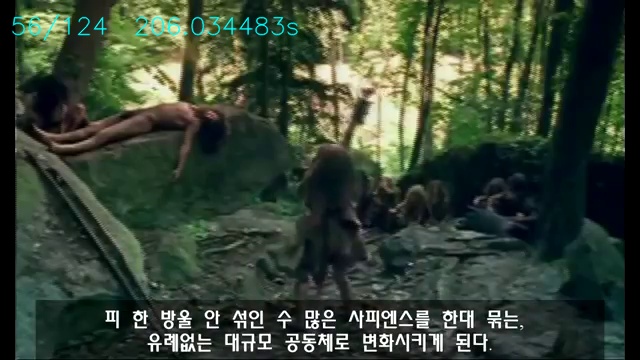 56/124 206.034483s
피 한 방울 안 섞인 수 많은 사피엔스를 한대 묶는,
유례없는 대규모 공동체로 변화시키게 된다.